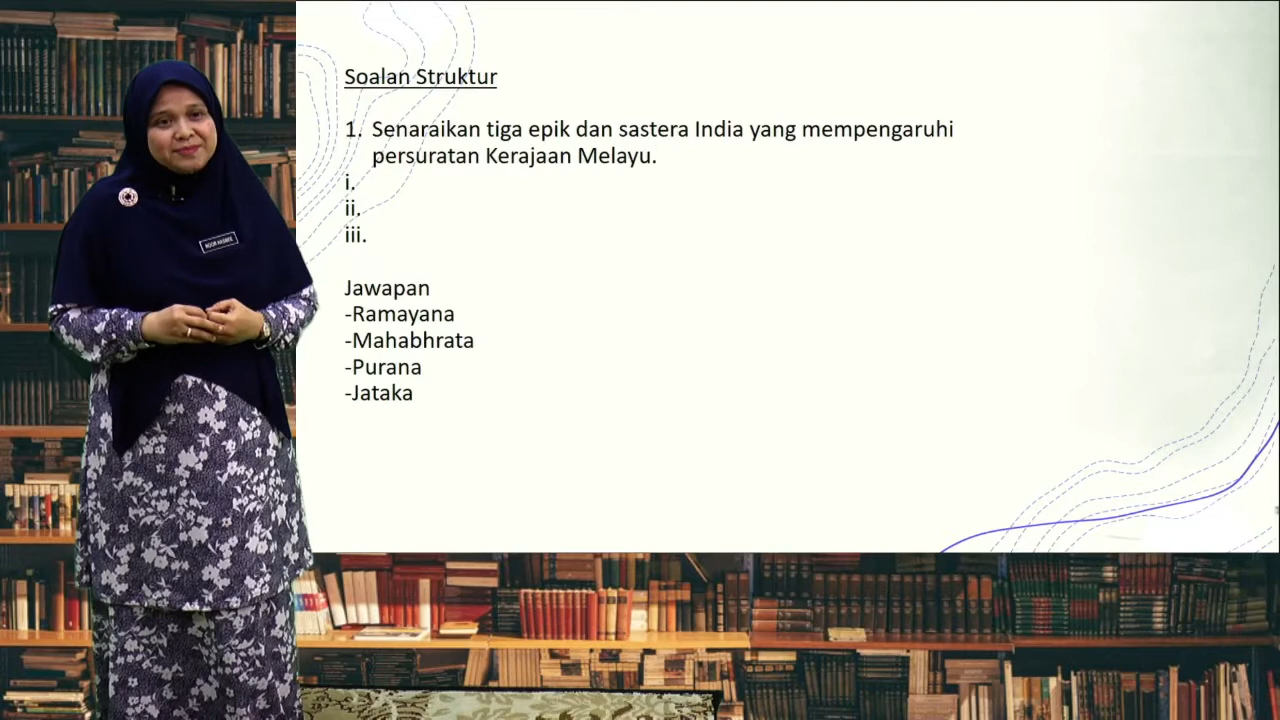 Soalan Struktur
1. Senaraikan tiga epik dan sastera India yang mempengaruhi
persuratan Kerajaan Melayu.
i.
ii.
iii.
Jawapan
-Ramayana
-Mahabhrata
-Purana
-Jataka